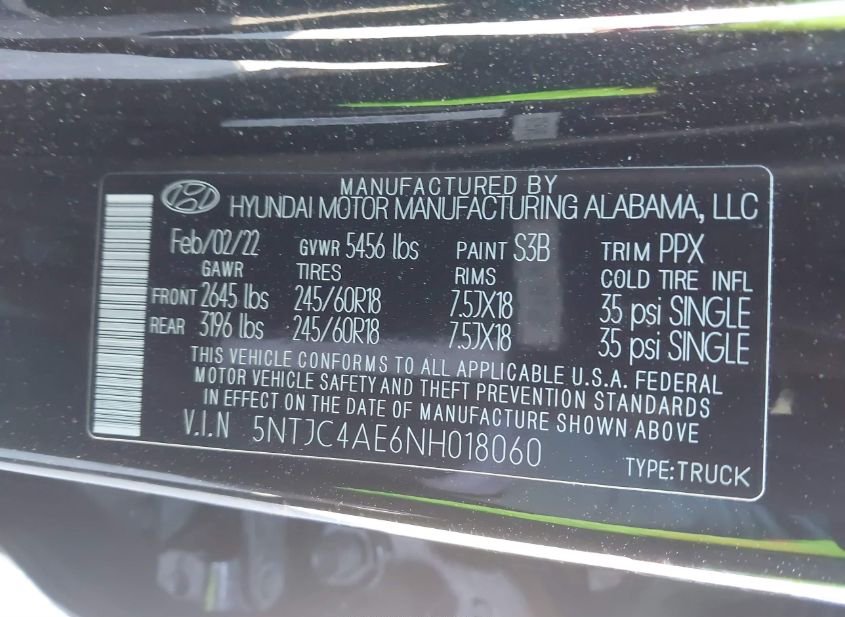 MANUFACTURED BY
HYUNDAI MOTOR MANUFACTURING ALABAMA, LLC
Feb/02/22 GVWR 5456 lbs PAINT S3B TRIM PPX
GAWR TIRES RIMS COLD TIRE INFL
FRONT 2645 lbs 245/60R18 7.5JX18 35 psi SINGLE
REAR 3196 lbs 245/60R18 7.5JX18 35 psi SINGLE
THIS VEHICLE CONFORMS TO ALL APPLICABLE U.S.A. FEDERAL
MOTOR VEHICLE SAFETY AND THEFT PREVENTION STANDARDS
IN EFFECT ON THE DATE OF MANUFACTURE SHOWN ABOVE
V.I.N 5NTJC4AE6NH018060
TYPE:TRUCK